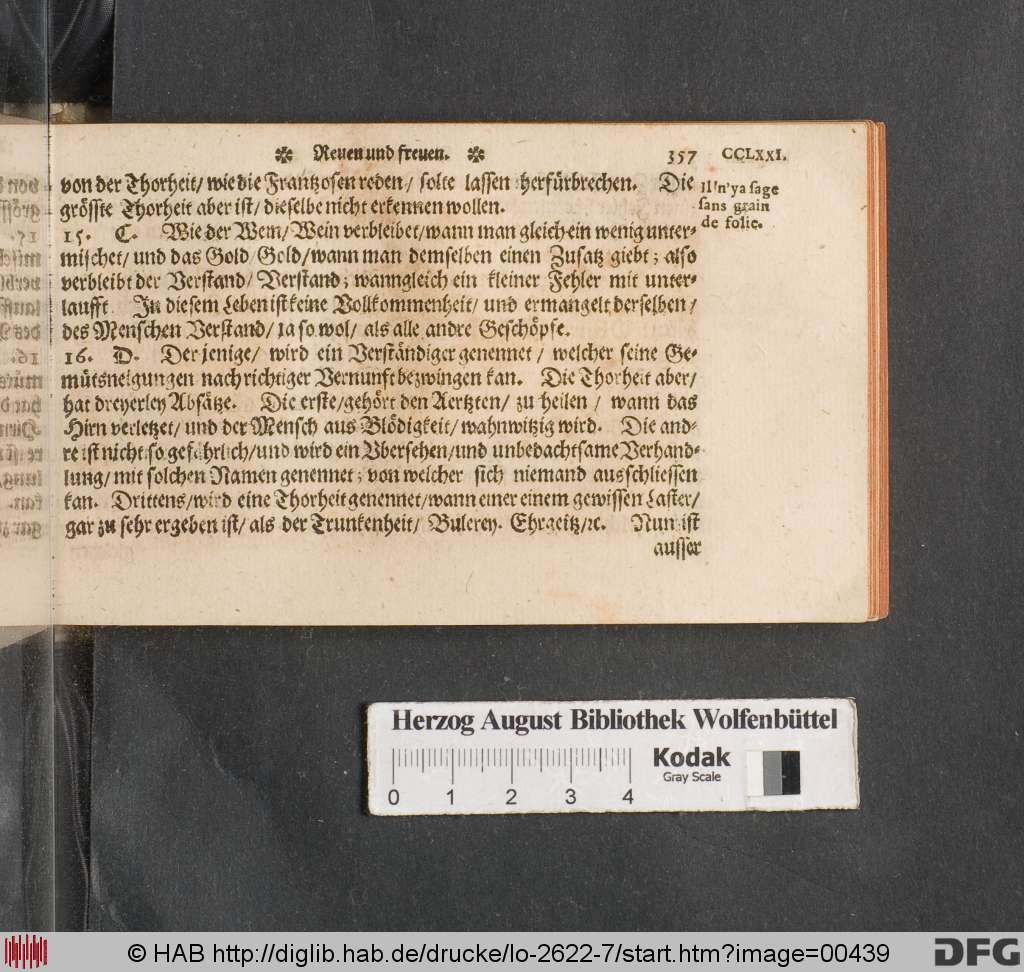 ✲ Reuen und freuen. ✲ 357 CCLXXI.
von der Thorheit/ wie die Frantzosen reden/ solte lassen herfürbrechen. Die
grösste Thorheit aber ist/ dieselbe nicht erkennen wollen.
Il'n'ya sage
sans grain
de folie.
15. C. Wie der Wein/ Wein verbleibet/wann man gleich ein wenig unter-
mischet/ und das Gold/ Gold/wann man demselben einen Zusatz giebt; also
verbleibt der Verstand/ Verstand; wanngleich ein kleiner Fehler mit unter-
laufft. In diesem Leben ist keine Vollkommenheit/ und ermangelt derselben/
des Menschen Verstand/ ja so wol/ als alle andre Geschöpfe.
16. D. Der jenige/ wird ein Verständiger genennet/ welcher seine Ge-
mütsneigungen nach richtiger Vernunft bezwingen kan. Die Thorheit aber/
hat dreyerley Absätze. Die erste/gehört den Aertzten/ zu heilen/ wann das
Hirn verletzet/ und der Mensch aus Blödigkeit/ wahnwitzig wird. Die and-
re ist nicht so gefährlich/und wird ein Ubersehen/und unbedachtsame Verhand-
lung/ mit solchen Namen genennet; von welcher sich niemand ausschliessen
kan. Drittens/wird eine Thorheit genennet/wann einer einem gewissen Laster/
gar zu sehr ergeben ist/ als der Trunkenheit/ Bulerey. Ehrgeitz/ꝛc. Nun ist
ausser
Herzog August Bibliothek Wolfenbüttel
Kodak
Gray Scale
0 1 2 3 4
© HAB http://diglib.hab.de/drucke/lo-2622-7/start.htm?image=00439
DFG